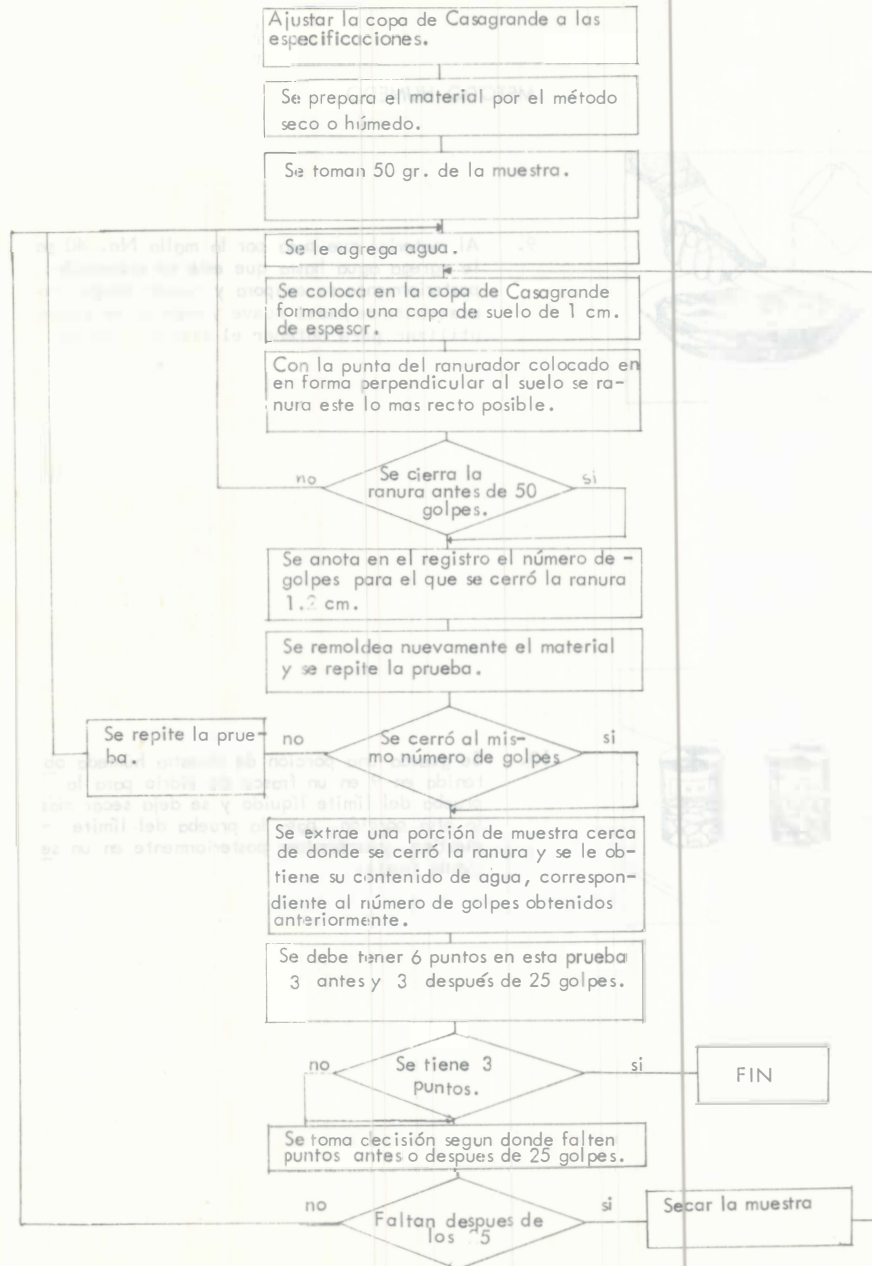 Ajustar la copa de Casagrande a las
especificaciones.
Se prepara el material por el método
seco o húmedo.
Se toman 50 gr. de la muestra.
Se le agrega agua.
Se coloca en la copa de Casagrande
formando una capa de suelo de 1 cm.
de espesor.
Con la punta del ranurador colocado en
en forma perpendicular al suelo se ra-
nura este lo mas recto posible.
no
Se cierra la
ranura antes de 50
golpes.
si
Se anota en el registro el número de -
golpes para el que se cerró la ranura
cm.
Se remoldea nuevamente el material
y se repite la prueba.
Se repite la prue-
ba.
no
Se cerró al mis-
mo número de golpes
si
Se extrae una porción de muestra cerca
de donde se cerró la ranura y se le ob-
tiene su contenido de agua, correspon-
diente al número de golpes obtenidos
anteriormente.
Se debe tener 6 puntos en esta prueba
3 antes y 3 después de 25 golpes.
no
Se tiene 3
puntos.
si
FIN
Se toma decisión segun donde falten
puntos antes o despues de 25 golpes.
no
Faltan despues de
los
si
Secar la muestra